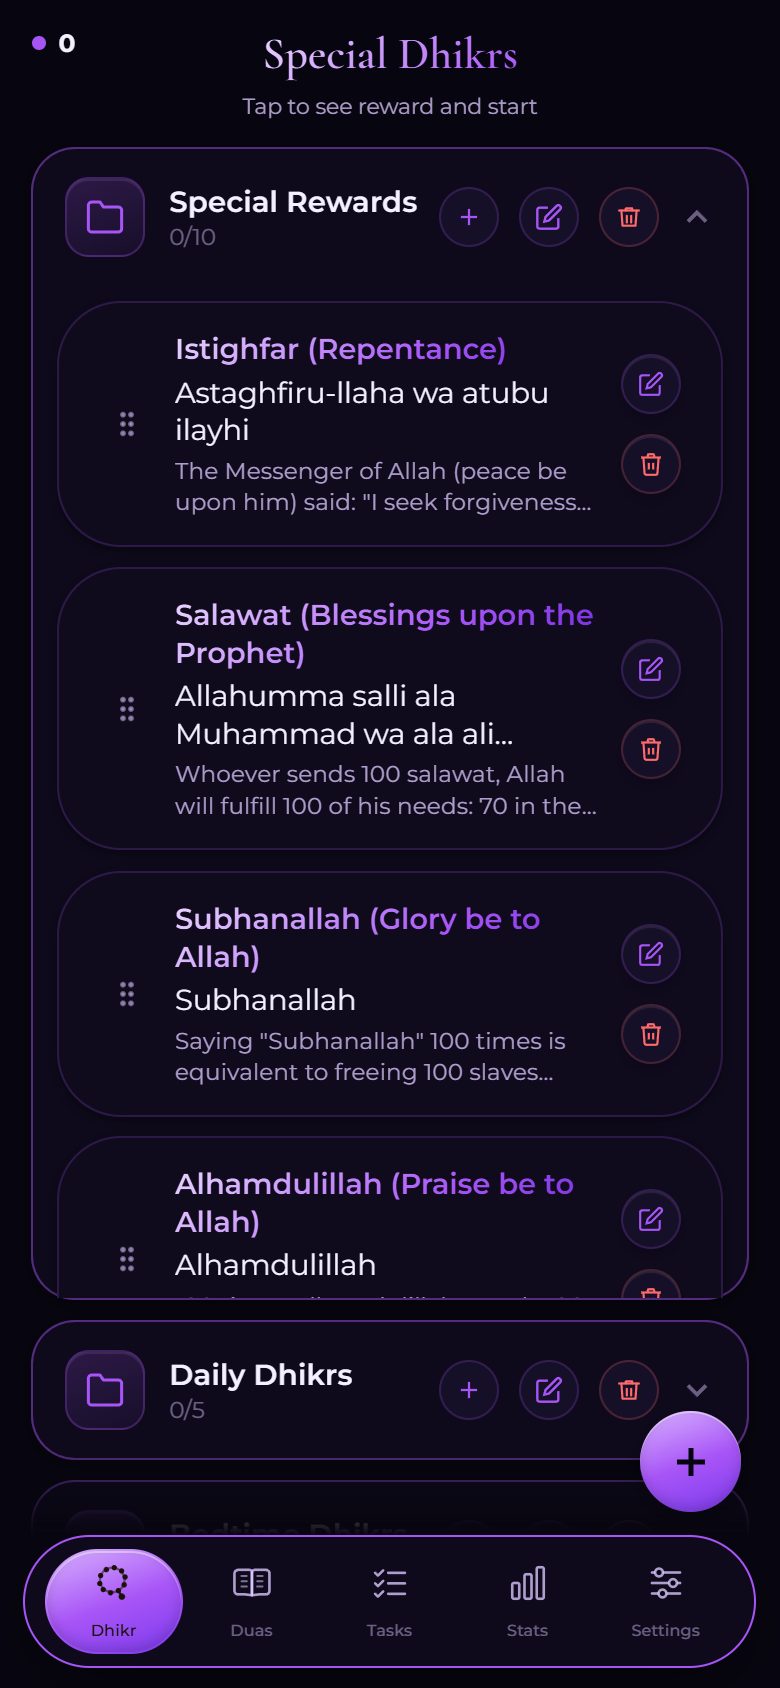 0
Special Dhikrs
Tap to see reward and start
Special Rewards
0/10
Istighfar (Repentance)
Astaghfiru-llaha wa atubu
ilayhi
The Messenger of Allah (peace be
upon him) said: "I seek forgiveness...
Salawat (Blessings upon the
Prophet)
Allahumma salli ala
Muhammad wa ala ali...
Whoever sends 100 salawat, Allah
will fulfill 100 of his needs: 70 in the...
Subhanallah (Glory be to
Allah)
Subhanallah
Saying "Subhanallah" 100 times is
equivalent to freeing 100 slaves...
Alhamdulillah (Praise be to
Allah)
Alhamdulillah
Daily Dhikrs
0/5
Bedtime Dhikrs
Dhikr
Duas
Tasks
Stats
Settings